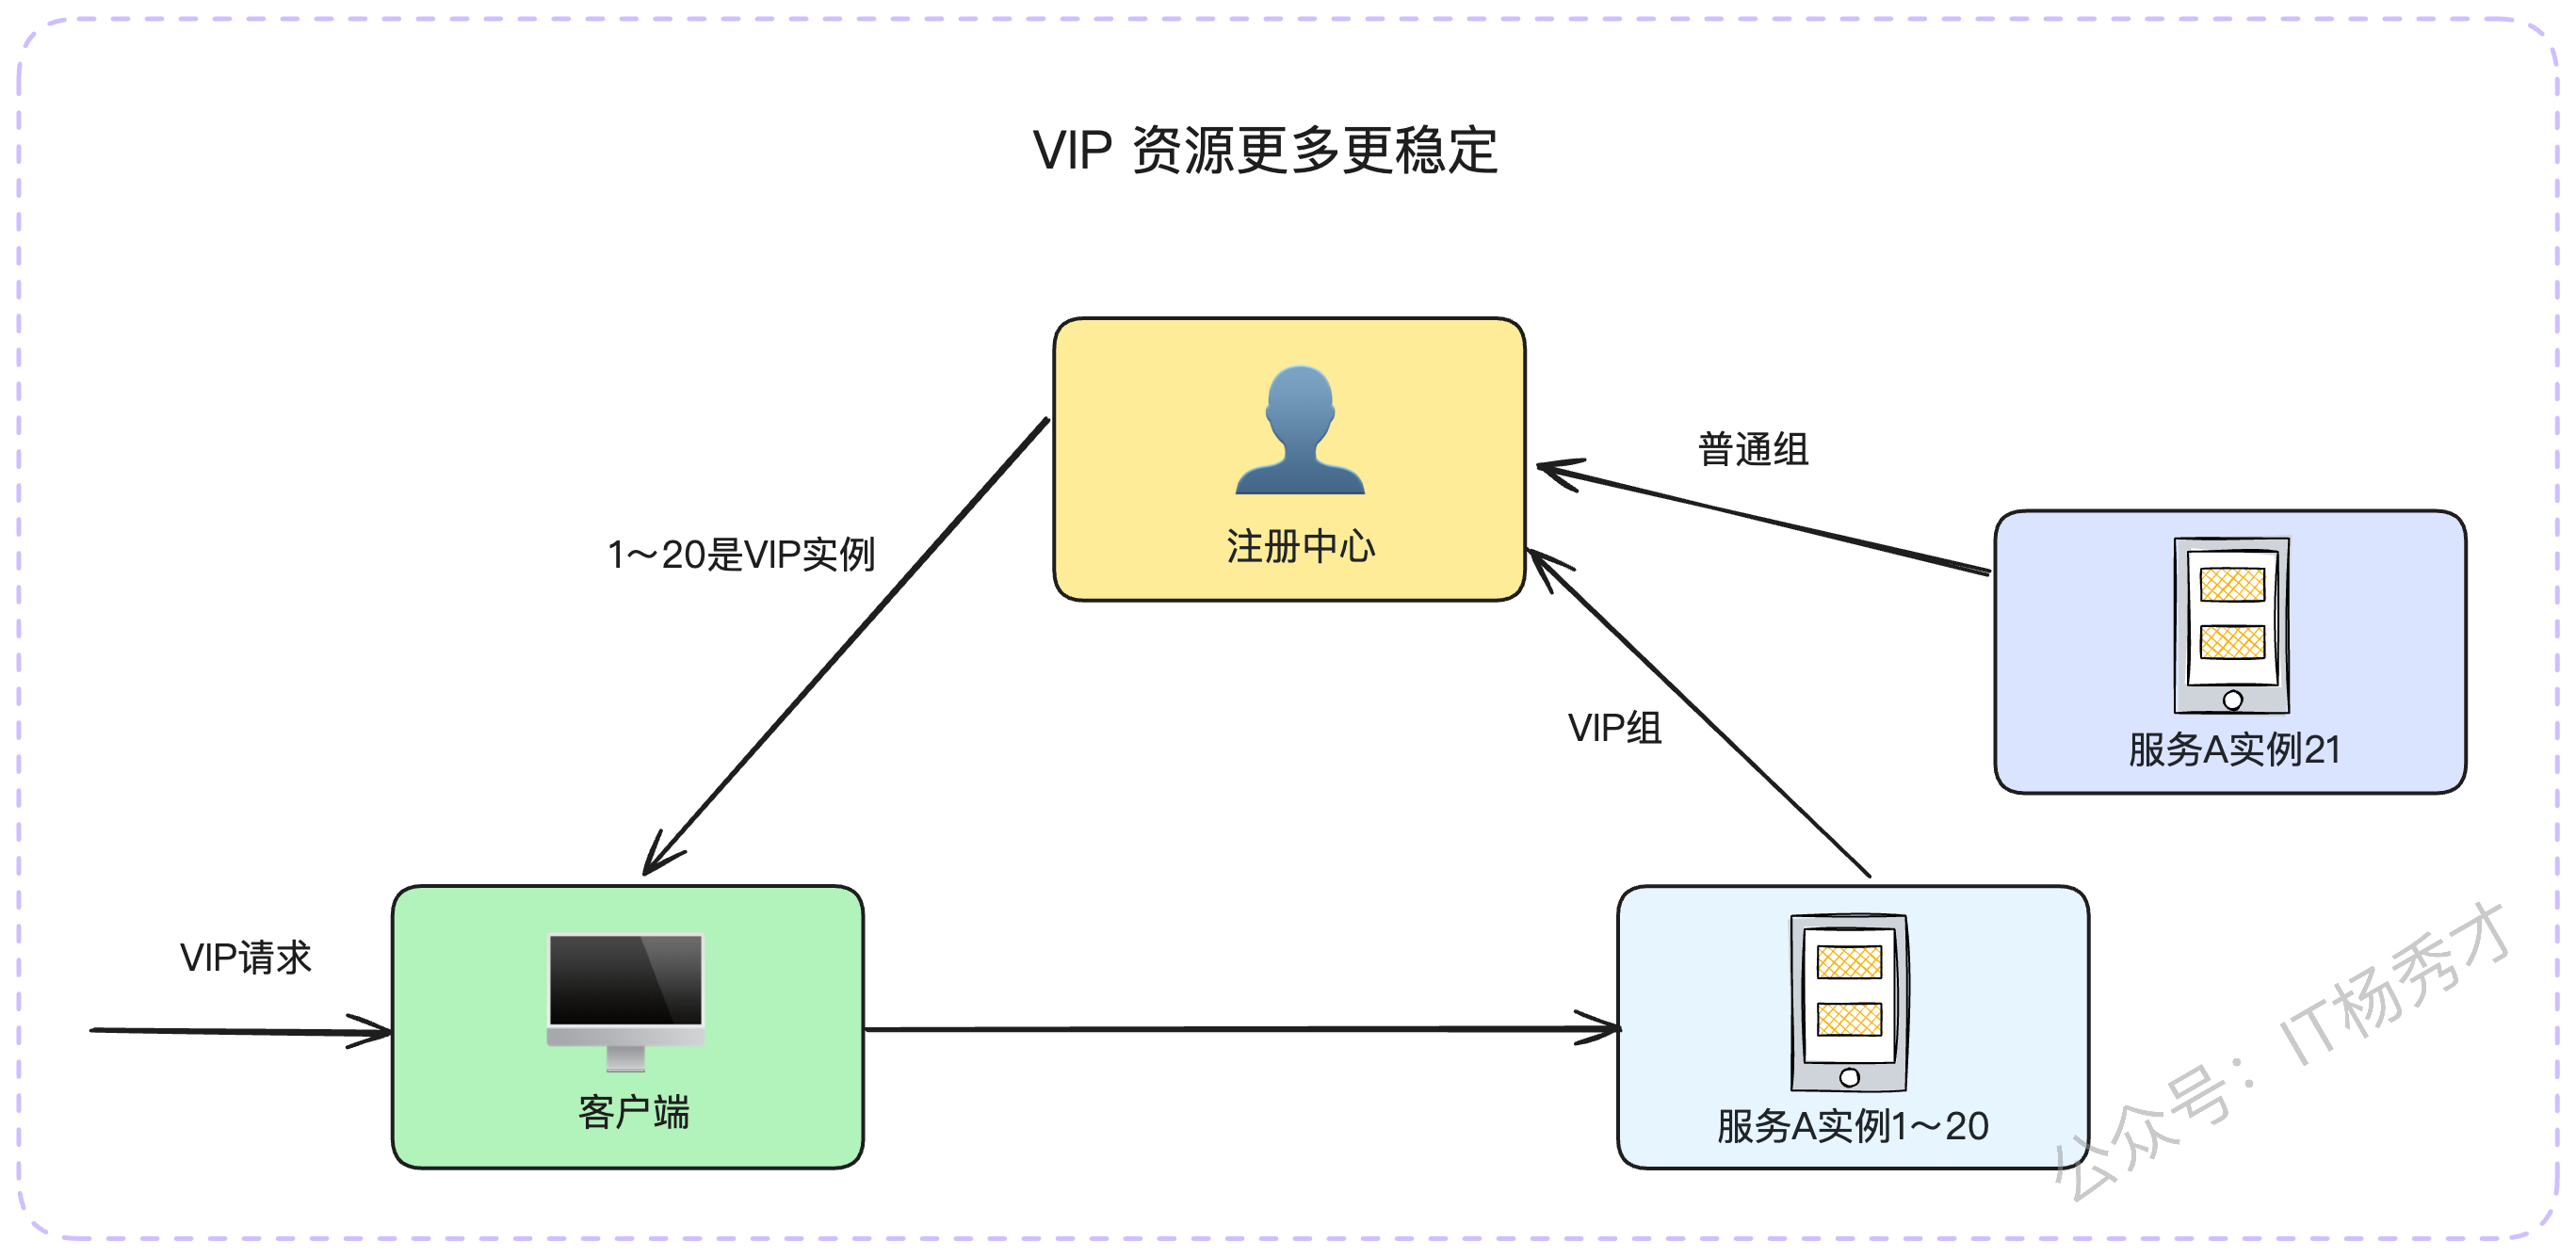 VIP 资源更多更稳定
注册中心
普通组
1～20是VIP实例
VIP组
服务A实例21
VIP请求
客户端
服务A实例1～20
公众号：IT杨秀才